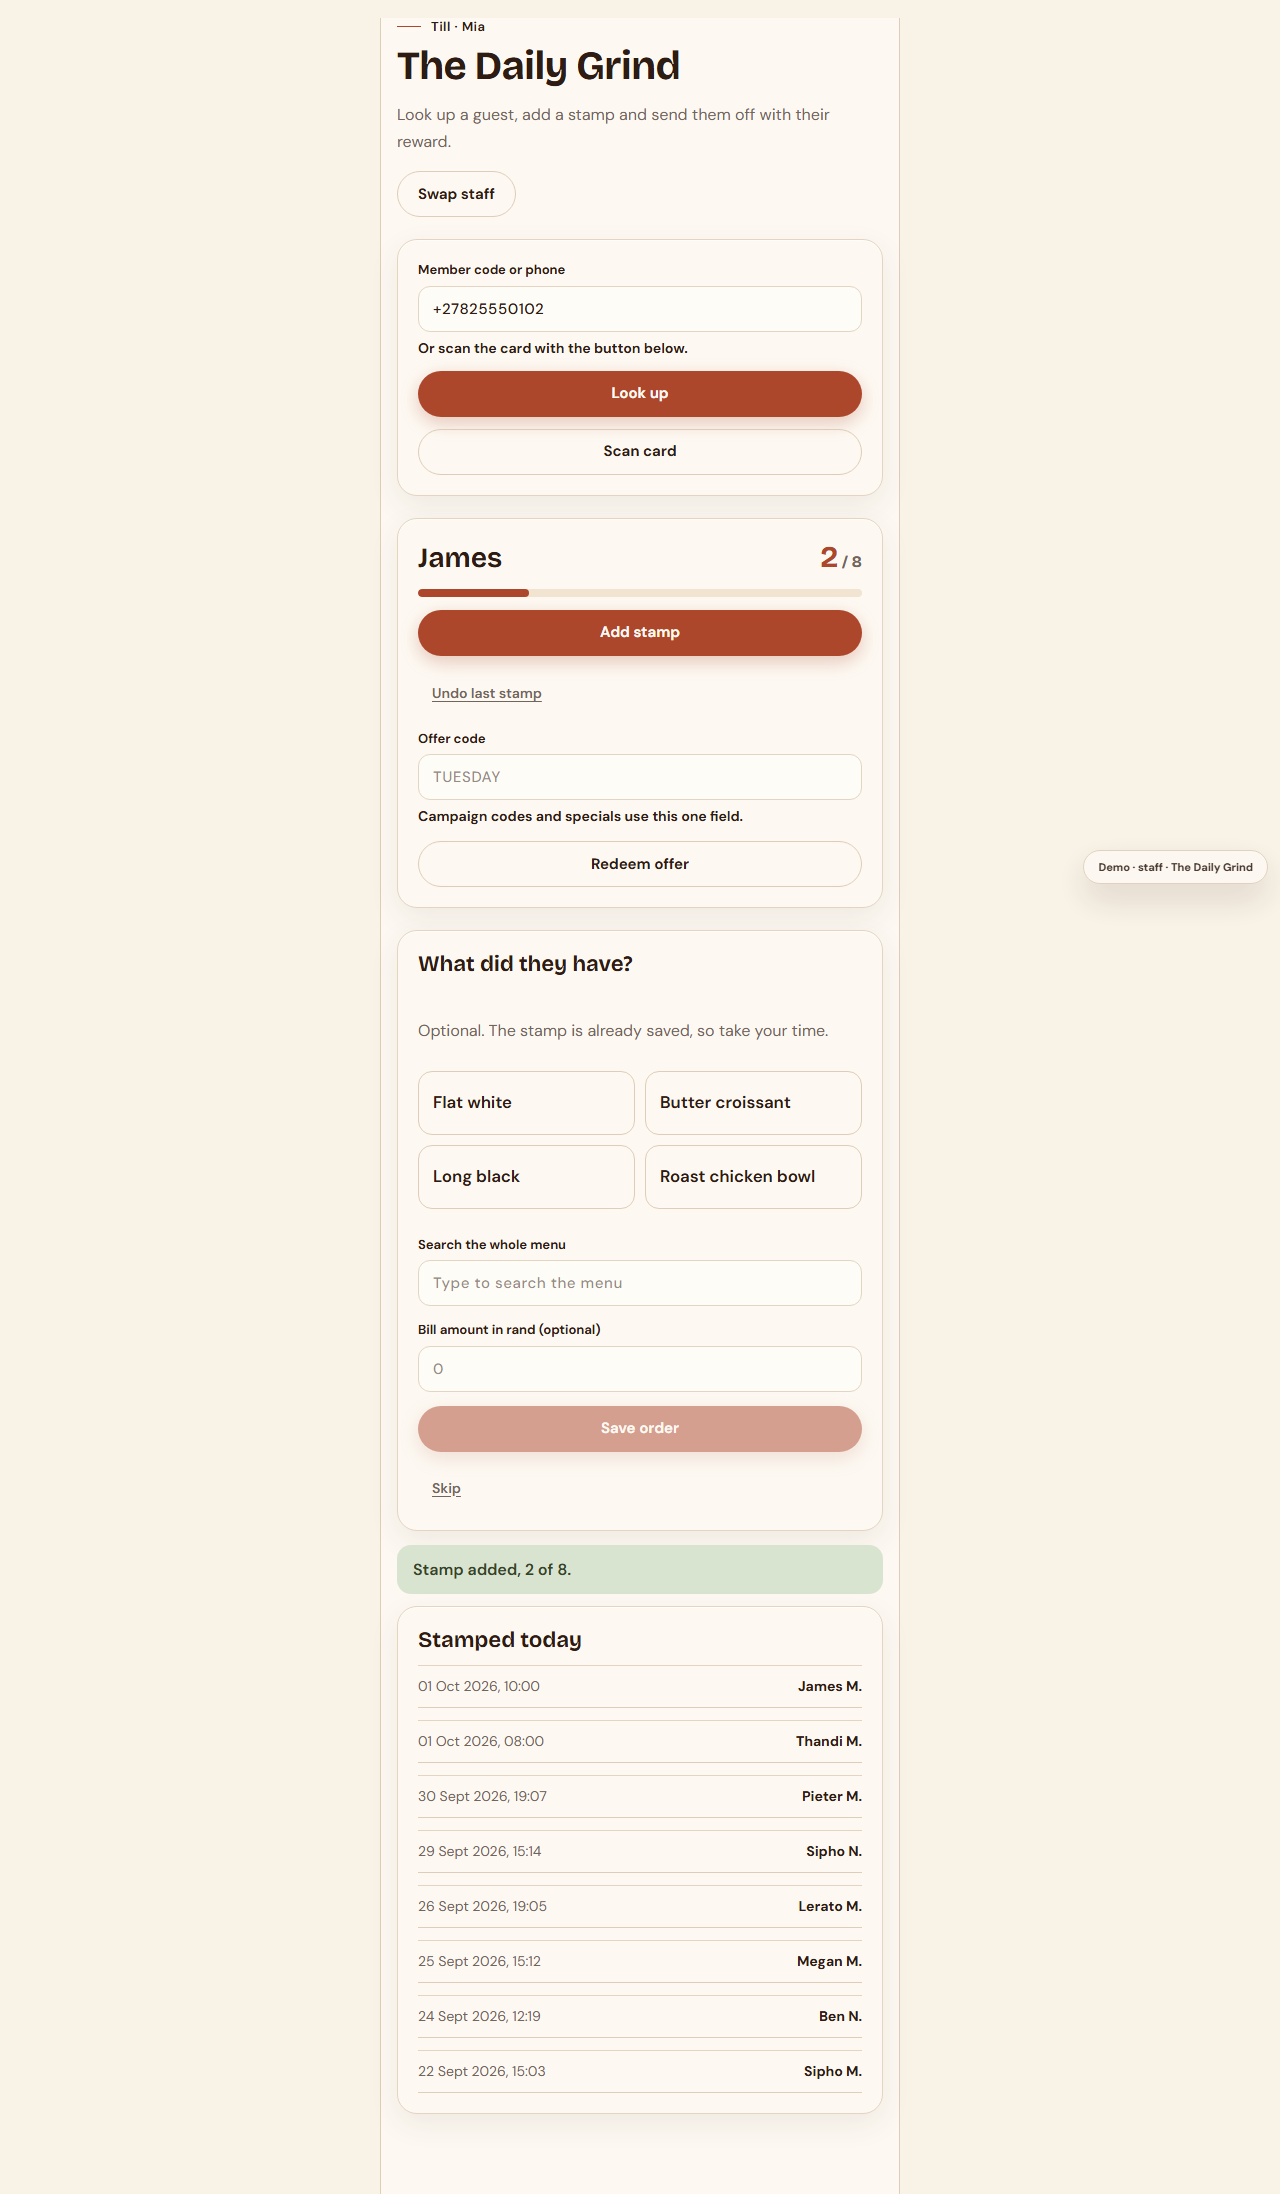 Till · Mia
The Daily Grind
Look up a guest, add a stamp and send them off with their
reward.
Swap staff
Member code or phone
+27825550102
Or scan the card with the button below.
Look up
Scan card
James
2 / 8
Add stamp
Undo last stamp
Offer code
TUESDAY
Campaign codes and specials use this one field.
Redeem offer
Demo · staff · The Daily Grind
What did they have?
Optional. The stamp is already saved, so take your time.
Flat white
Butter croissant
Long black
Roast chicken bowl
Search the whole menu
Type to search the menu
Bill amount in rand (optional)
0
Save order
Skip
Stamp added, 2 of 8.
Stamped today
01 Oct 2026, 10:00 James M.
01 Oct 2026, 08:00 Thandi M.
30 Sept 2026, 19:07 Pieter M.
29 Sept 2026, 15:14 Sipho N.
26 Sept 2026, 19:05 Lerato M.
25 Sept 2026, 15:12 Megan M.
24 Sept 2026, 12:19 Ben N.
22 Sept 2026, 15:03 Sipho M.